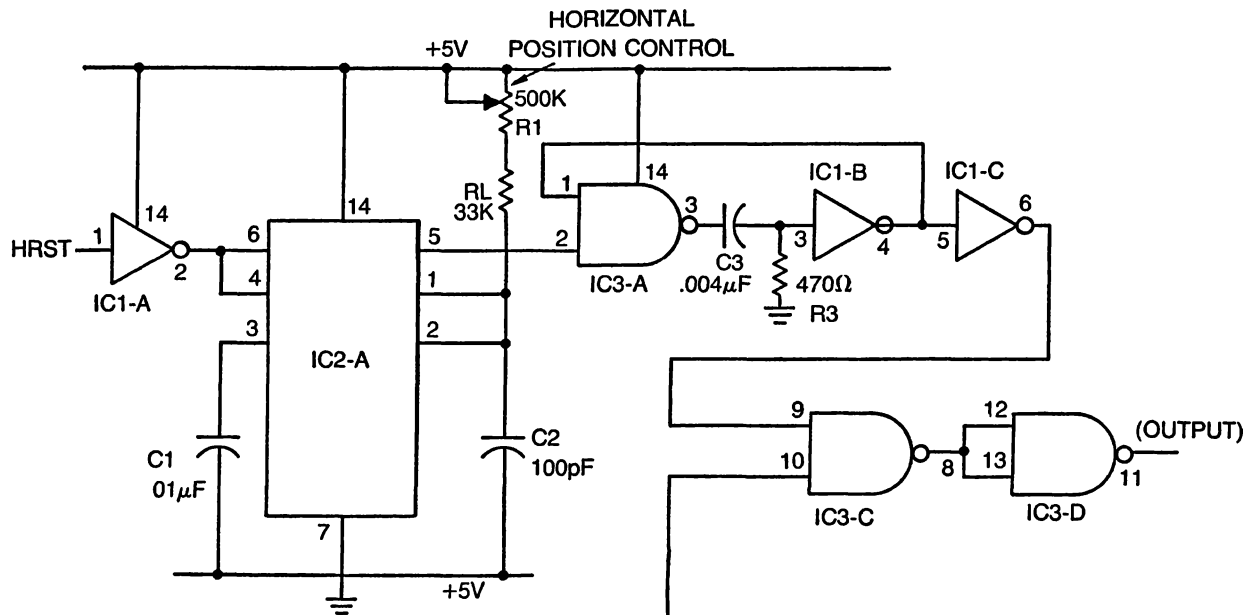 HORIZONTAL
POSITION CONTROL
+5V
500K
R1
14
14
14
RL
33K
IC1-B
IC1-C
1
3
6
HRST
1
2
IC1-A
6
4
3
5
1
2
IC2-A
2
IC3-A
C3
.004µF
3
4
5
470Ω
R3
C1
01µF
C2
100pF
7
+5V
9
10
8
IC3-C
12
13
11
IC3-D
(OUTPUT)